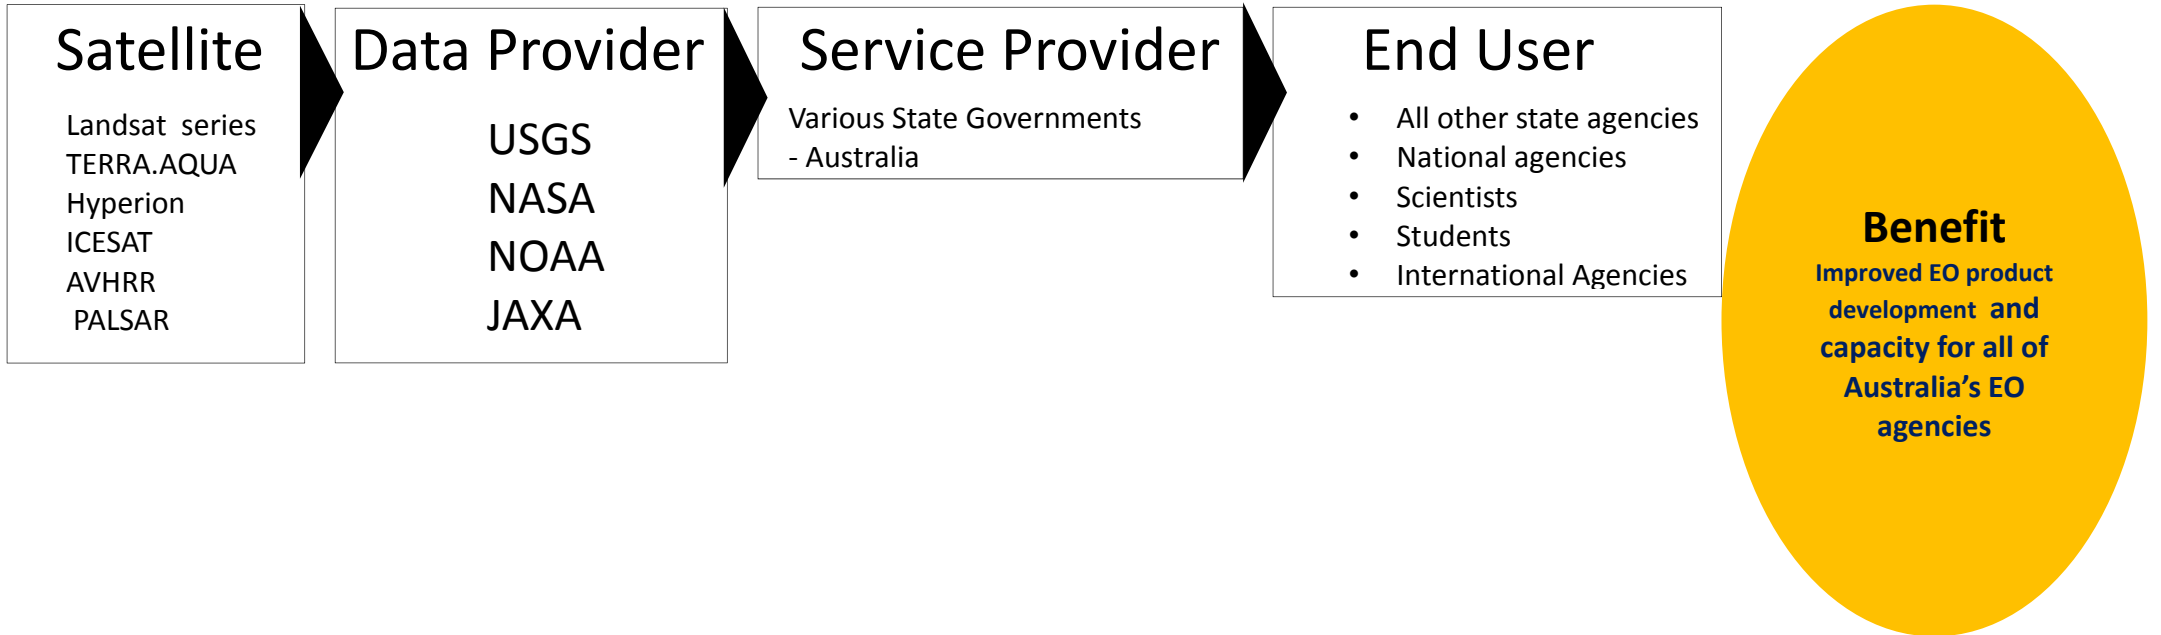 Satellite
Landsat  series
TERRA.AQUA
Hyperion
ICESAT
AVHRR
PALSAR
Data Provider
USGS
NASA
NOAA
JAXA
Service Provider
Various State Governments
- Australia
End User
• All other state agencies
• National agencies
• Scientists
• Students
• International Agencies
Benefit
Improved EO product
development  and
capacity for all of
Australia’s EO
agencies